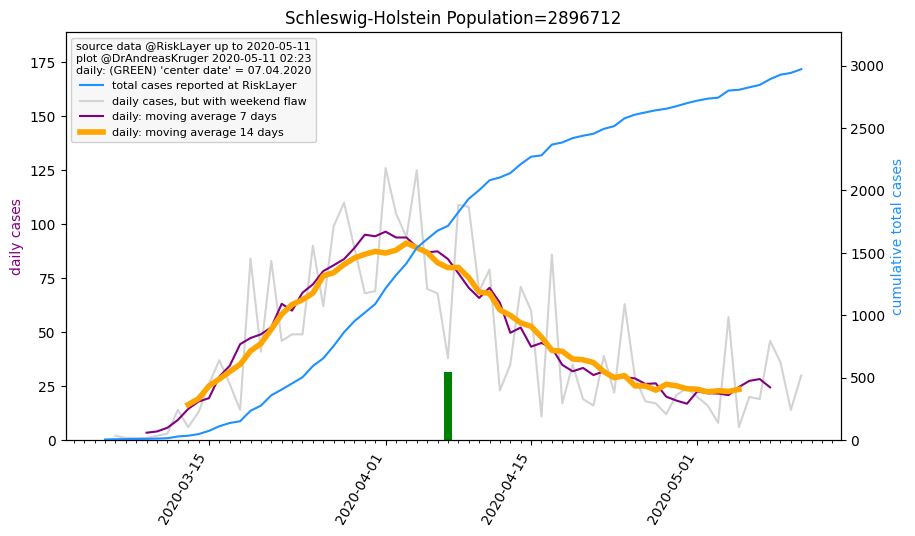 Schleswig-Holstein Population=2896712
source data @RiskLayer up to 2020-05-11
plot @DrAndreasKruger 2020-05-11 02:23
daily: (GREEN) 'center date' = 07.04.2020
total cases reported at RiskLayer
daily cases, but with weekend flaw
daily: moving average 7 days
daily: moving average 14 days
daily cases
175
150
125
100
75
50
25
0
3000
2500
2000
1500
1000
500
0
cumulative total cases
2020-03-15
2020-04-01
2020-04-15
2020-05-01